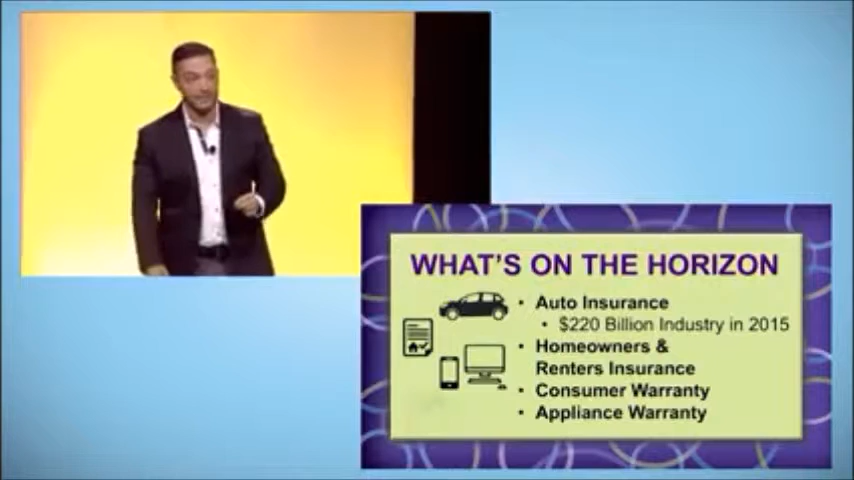 WHAT'S ON THE HORIZON
• Auto Insurance
• $220 Billion Industry in 2015
• Homeowners &
Renters Insurance
• Consumer Warranty
• Appliance Warranty